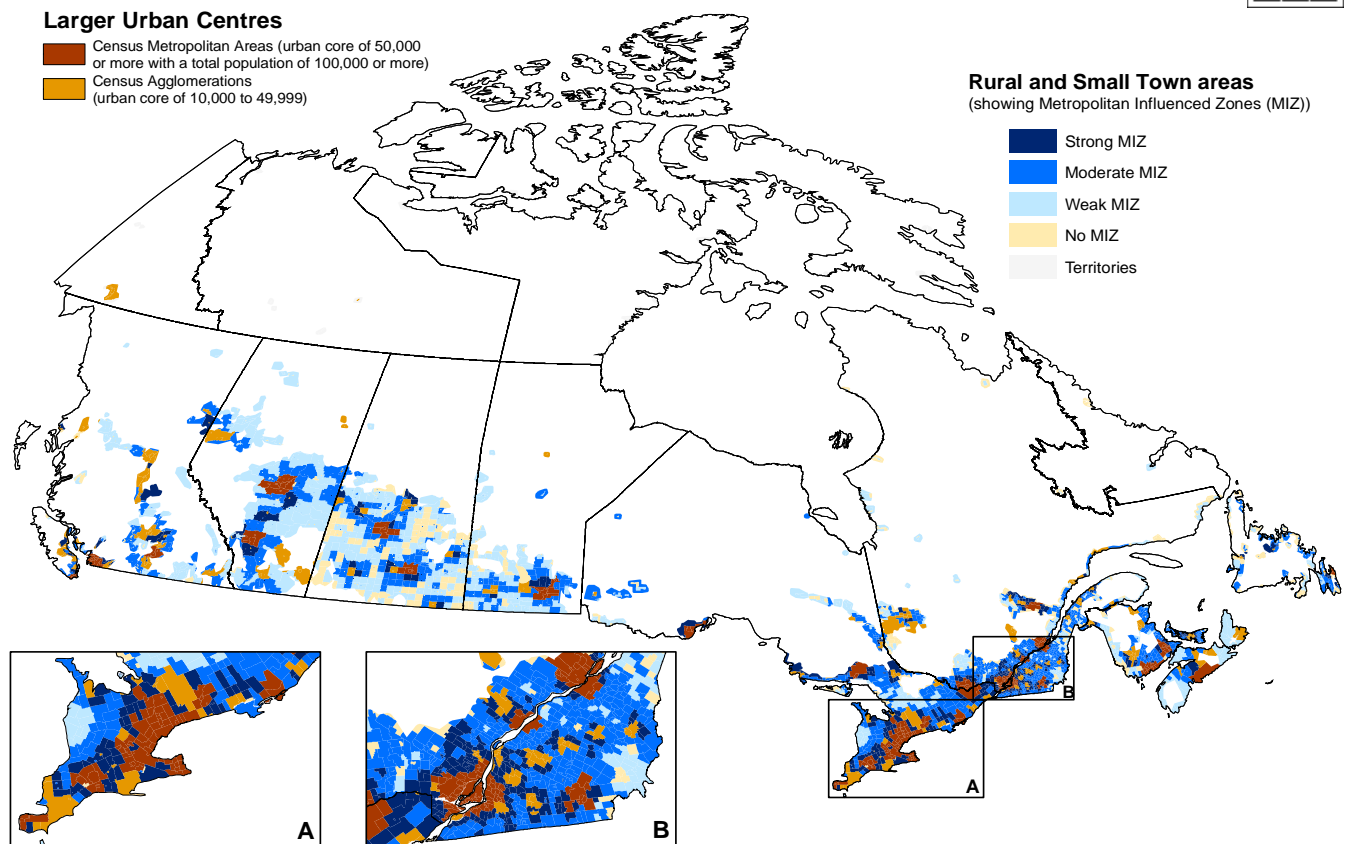 Larger Urban Centres
Census Metropolitan Areas (urban core of 50,000
or more with a total population of 100,000 or more)
Census Agglomerations
(urban core of 10,000 to 49,999)
Rural and Small Town areas
(showing Metropolitan Influenced Zones (MIZ))
Strong MIZ
Moderate MIZ
Weak MIZ
No MIZ
Territories
B
A
A
B